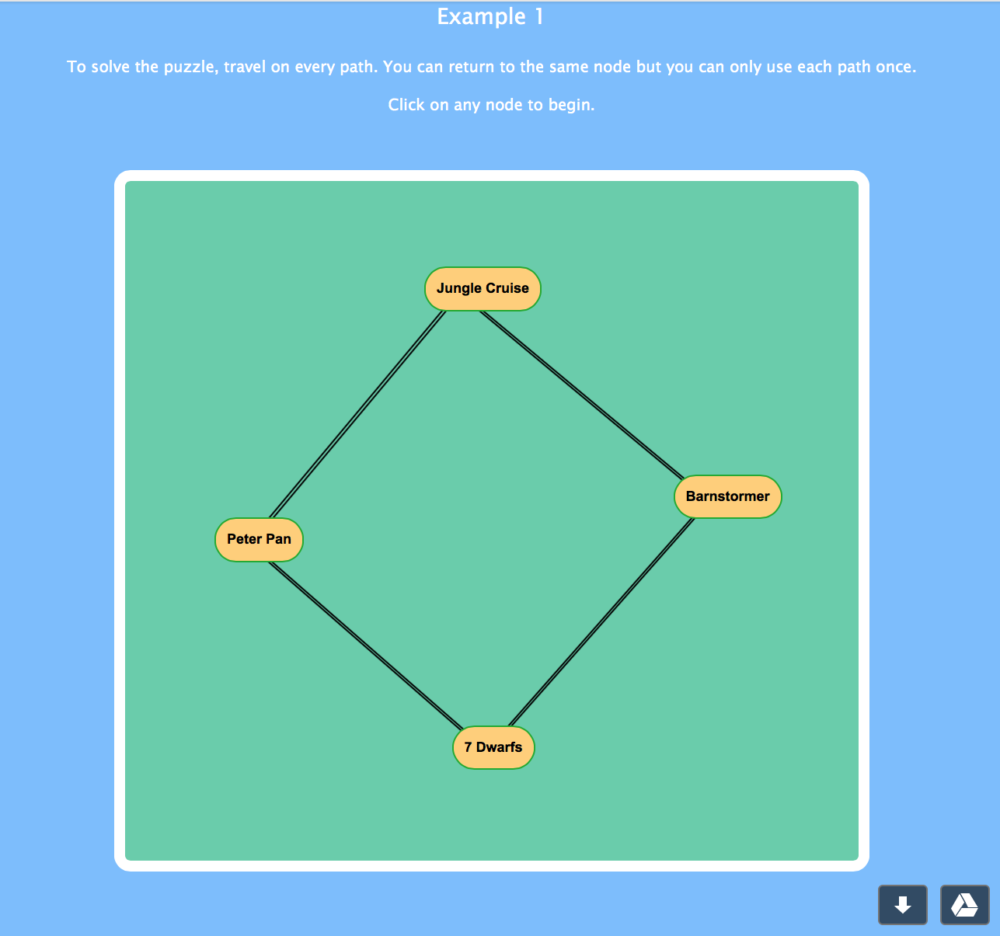 Example 1
To solve the puzzle, travel on every path. You can return to the same node but you can only use each path once.
Click on any node to begin.
Jungle Cruise
Barnstormer
Peter Pan
7 Dwarfs